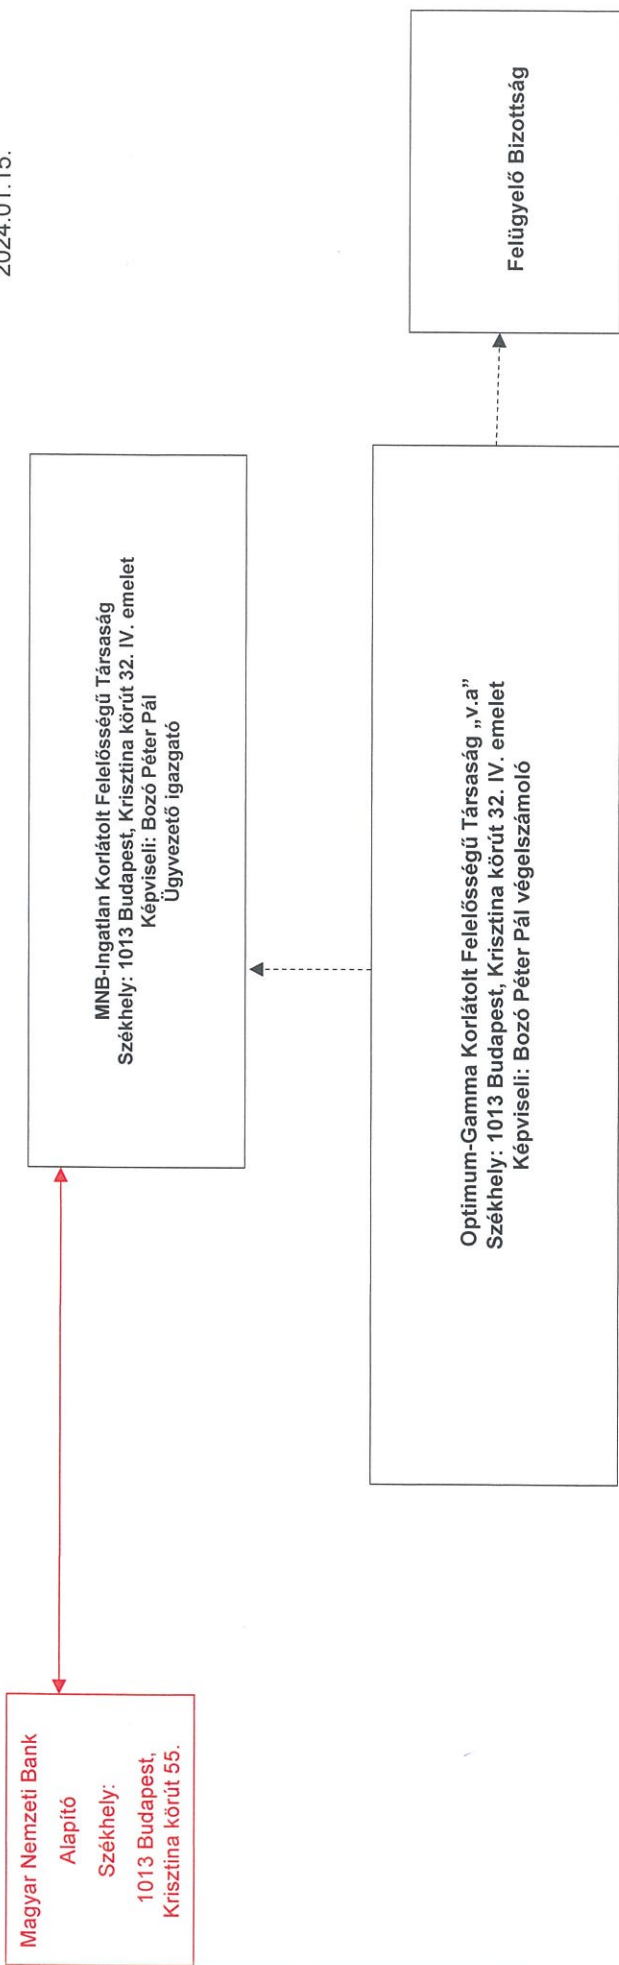 2024.01.15.
Magyar Nemzeti Bank
Alapító
Székhely:
1013 Budapest,
Krisztina körút 55.
MNB-Ingatlan Korlátolt Felelősségű Társaság
Székhely: 1013 Budapest, Krisztina körút 32. IV. emelet
Képviseli: Bozó Péter Pál
Ügyvezető igazgató
Optimum-Gamma Korlátolt Felelősségű Társaság „v.a”
Székhely: 1013 Budapest, Krisztina körút 32. IV. emelet
Képviseli: Bozó Péter Pál végelszámoló
Felügyelő Bizottság